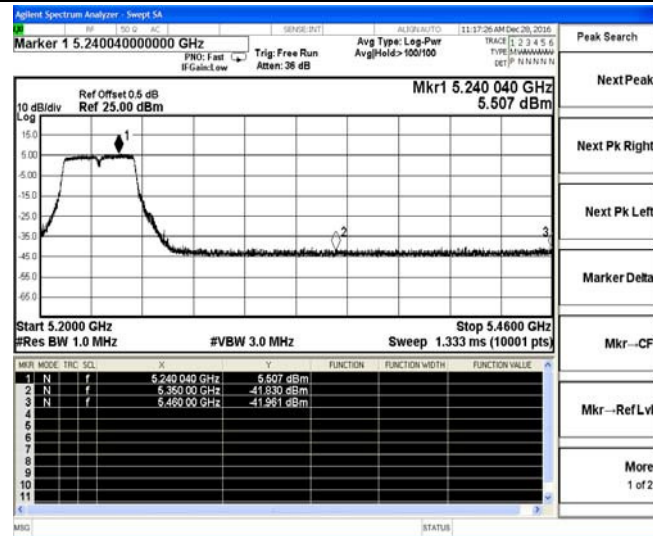 Agilent Spectrum Analyzer - Swept SA
RF 50 Ω AC SENSE:INT ALIGN AUTO 11:17:26 AM Dec 28, 2016
Marker 1 5.240040000000 GHz
PNO: Fast
IFGain:Low
Trig: Free Run
Atten: 36 dB
Avg Type: Log-Pwr
Avg|Hold:> 100/100
TRACE 1 2 3 4 5 6
TYPE MWWWWW
DET P N N N N N
Ref Offset 0.5 dB
Ref 25.00 dBm
10 dB/div
Log
Mkr1 5.240 040 GHz
5.507 dBm
15.0
5.00
-5.00
-15.0
-25.0
-35.0
-45.0
-55.0
-65.0
1
2
3
Start 5.2000 GHz
Stop 5.4600 GHz
#Res BW 1.0 MHz
#VBW 3.0 MHz
Sweep 1.333 ms (10001 pts)
MKR MODE TRC SCL X Y FUNCTION FUNCTION WIDTH FUNCTION VALUE
1 N f 5.240 040 GHz 5.507 dBm
2 N f 5.350 00 GHz -41.830 dBm
3 N f 5.460 00 GHz -41.961 dBm
4
5
6
7
8
9
10
11
MSG STATUS
Peak Search
Next Peak
Next Pk Right
Next Pk Left
Marker Delta
Mkr→CF
Mkr→Ref Lvl
More
1 of 2